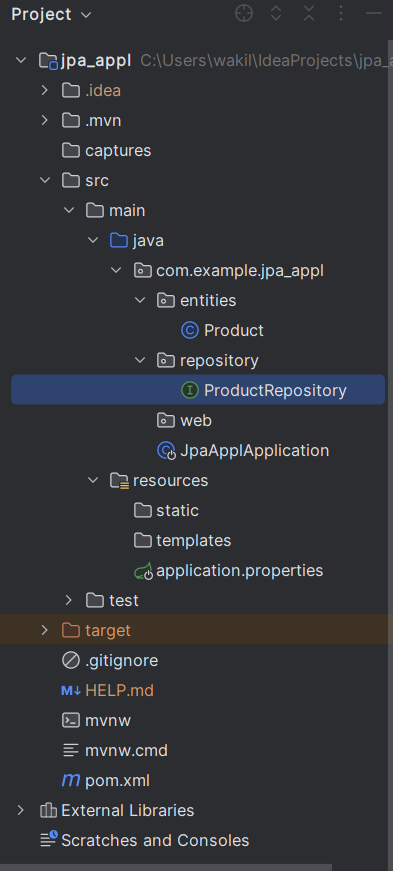 Project
jpa_appl C:\Users\wakil\IdeaProjects\jpa_
.idea
.mvn
captures
src
main
java
com.example.jpa_appl
entities
Product
repository
ProductRepository
web
JpaApplApplication
resources
static
templates
application.properties
test
target
.gitignore
M↓ HELP.md
mvnw
mvnw.cmd
m pom.xml
External Libraries
Scratches and Consoles